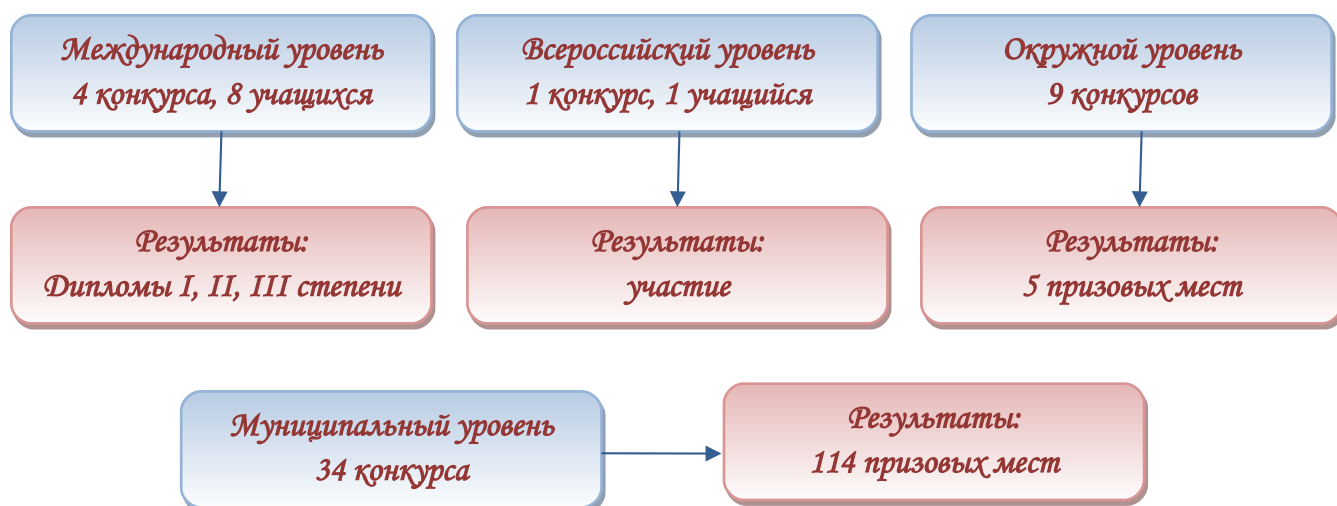 Международный уровень
4 конкурса, 8 учащихся
Всероссийский уровень
1 конкурс, 1 учащийся
Окружной уровень
9 конкурсов
Результаты:
Дипломы I, II, III степени
Результаты:
участие
Результаты:
5 призовых мест
Муниципальный уровень
34 конкурса
Результаты:
114 призовых мест